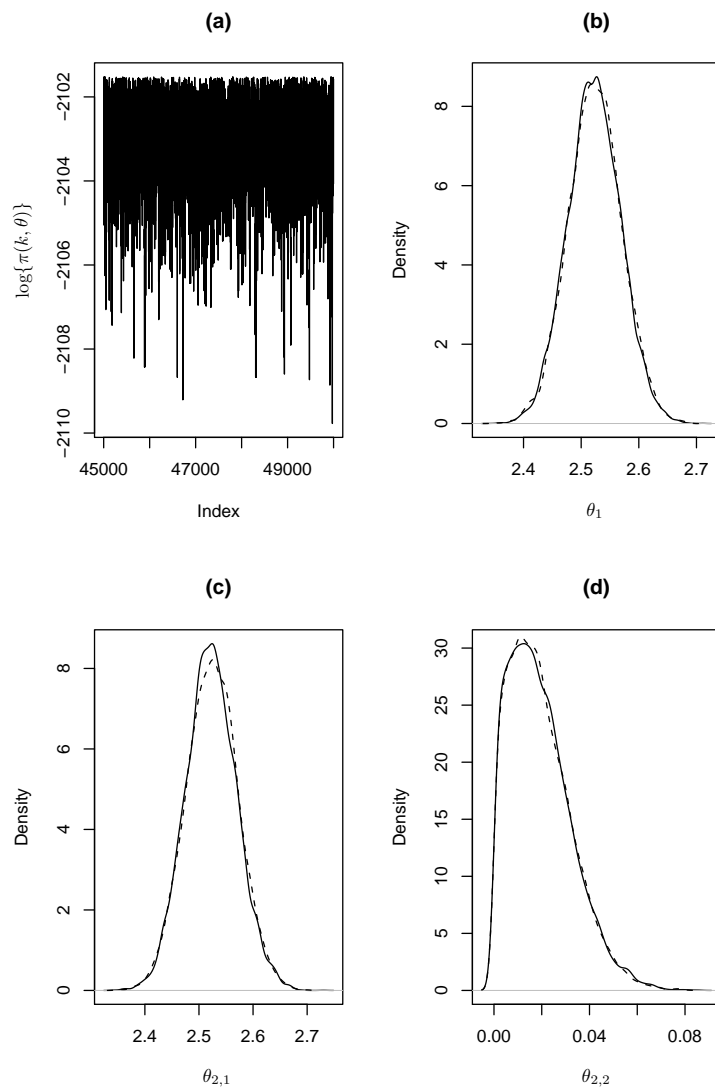 (a)
log{π(k, θ)}
−2110 −2108 −2106 −2104 −2102
45000 47000 49000
Index
(b)
Density
0 2 4 6 8
2.4 2.5 2.6 2.7
θ₁
(c)
Density
0 2 4 6 8
2.4 2.5 2.6 2.7
θ₂,₁
(d)
Density
0 5 10 15 20 25 30
0.00 0.04 0.08
θ₂,₂